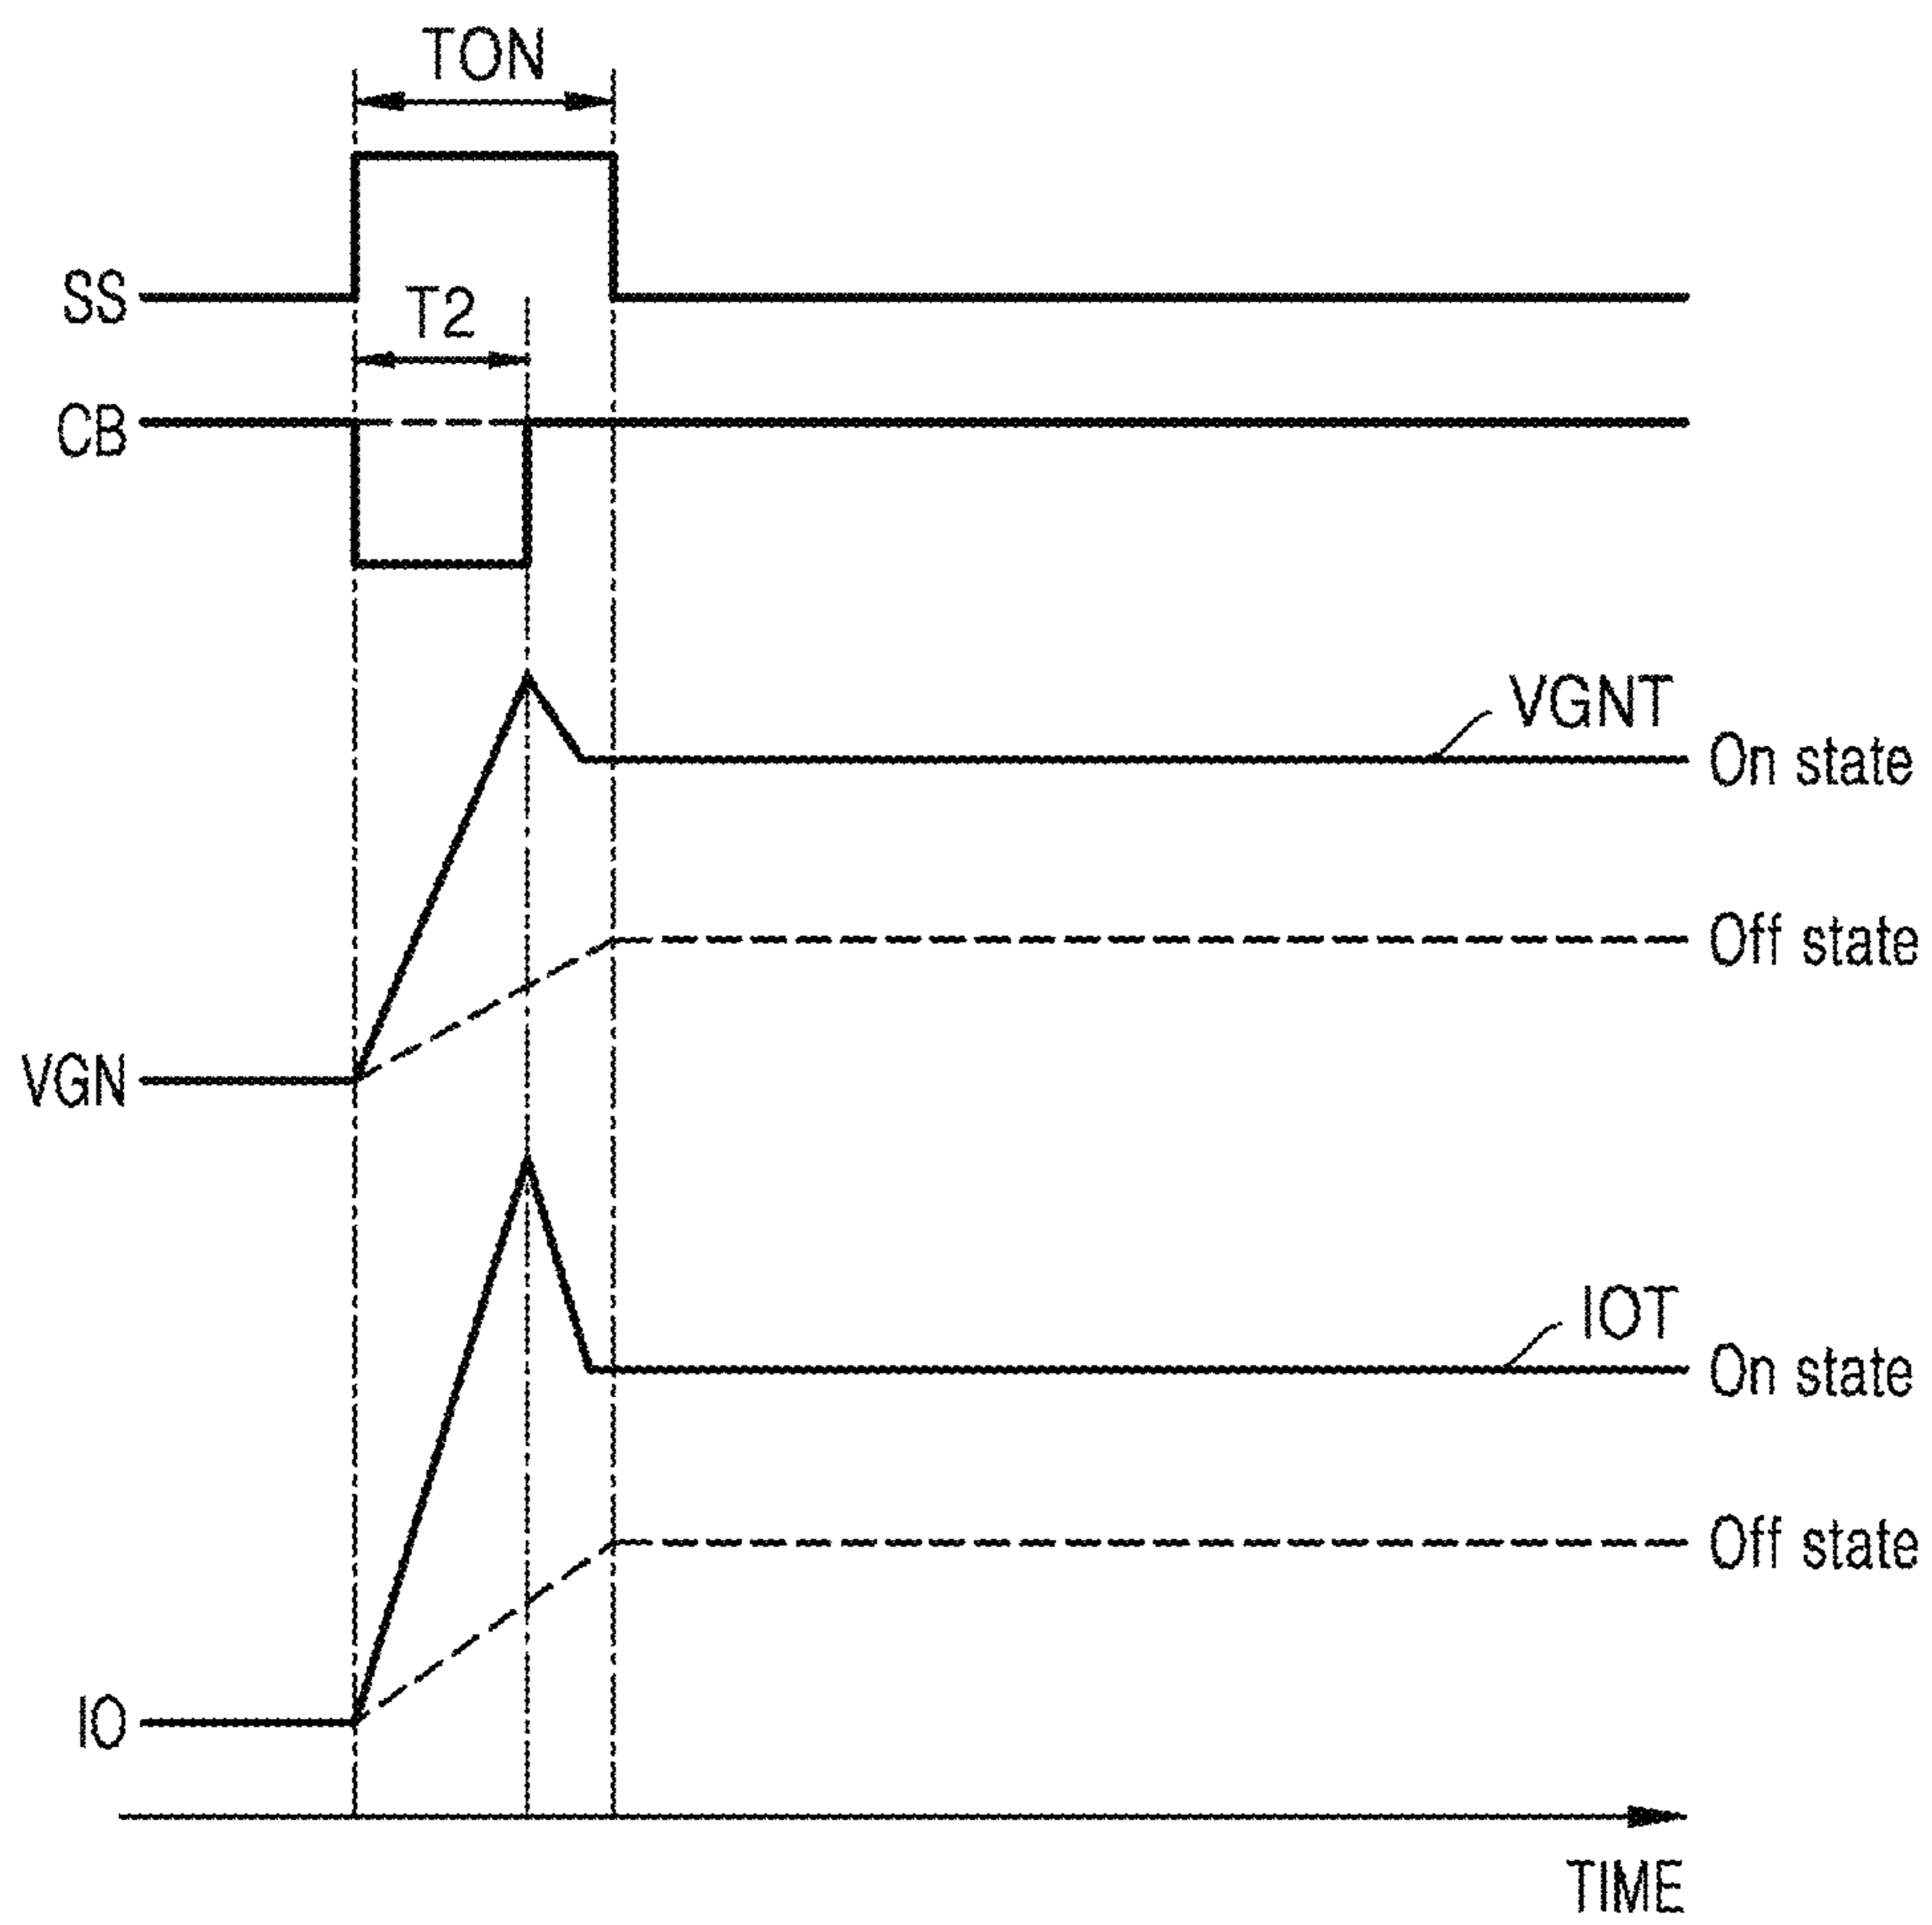 TON
SS
T2
CB
VGNT
On state
Off state
VGN
IOT
On state
Off state
IO
TIME